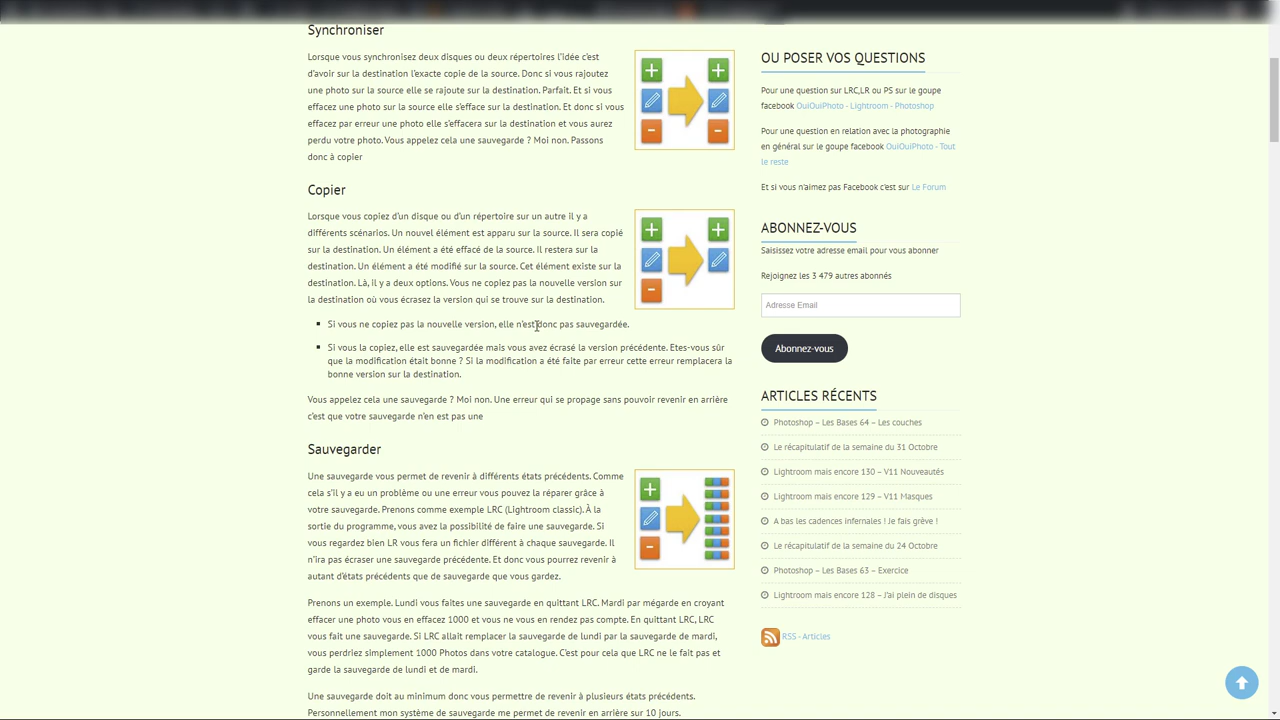 Synchroniser
Lorsque vous synchronisez deux disques ou deux répertoires l'idée c'est
d'avoir sur la destination l'exacte copie de la source. Donc si vous rajoutez
une photo sur la source elle se rajoute sur la destination. Parfait. Et si vous
effacez une photo sur la source elle s'efface sur la destination. Et donc si vous
effacez par erreur une photo elle s'effacera sur la destination et vous aurez
perdu votre photo. Vous appelez cela une sauvegarde ? Moi non. Passons
donc à copier
Copier
Lorsque vous copiez d'un disque ou d'un répertoire sur un autre il y a
différents scénarios. Un nouvel élément est apparu sur la source. Il sera copié
sur la destination. Un élément a été effacé de la source. Il restera sur la
destination. Un élément a été modifié sur la source. Cet élément existe sur la
destination. Là, il y a deux options. Vous ne copiez pas la nouvelle version sur
la destination où vous écrasez la version qui se trouve sur la destination.
Si vous ne copiez pas la nouvelle version, elle n'est donc pas sauvegardée.
Si vous la copiez, elle est sauvegardée mais vous avez écrasé la version précédente. Etes-vous sûr
que la modification était bonne ? Si la modification a été faite par erreur cette erreur remplacera la
bonne version sur la destination.
Vous appelez cela une sauvegarde ? Moi non. Une erreur qui se propage sans pouvoir revenir en arrière
c'est que votre sauvegarde n'en est pas une
Sauvegarder
Une sauvegarde vous permet de revenir à différents états précédents. Comme
cela s'il y a eu un problème ou une erreur vous pouvez la réparer grâce à
votre sauvegarde. Prenons comme exemple LRC (Lightroom classic). À la
sortie du programme, vous avez la possibilité de faire une sauvegarde. Si
vous regardez bien LR vous fera un fichier différent à chaque sauvegarde. Il
n'ira pas écraser une sauvegarde précédente. Et donc vous pourrez revenir à
autant d'états précédents que de sauvegarde que vous gardez.
Prenons un exemple. Lundi vous faites une sauvegarde en quittant LRC. Mardi par mégarde en croyant
effacer une photo vous en effacez 1000 et vous ne vous en rendez pas compte. En quittant LRC, LRC
vous fait une sauvegarde. Si LRC allait remplacer la sauvegarde de lundi par la sauvegarde de mardi,
vous perdriez simplement 1000 Photos dans votre catalogue. C'est pour cela que LRC ne le fait pas et
garde la sauvegarde de lundi et de mardi.
Une sauvegarde doit au minimum donc vous permettre de revenir à plusieurs états précédents.
Personnellement mon système de sauvegarde me permet de revenir en arrière sur 10 jours.
OU POSER VOS QUESTIONS
Pour une question sur LRC,LR ou PS sur le goupe
facebook OuiOuiPhoto - Lightroom - Photoshop
Pour une question en relation avec la photographie
en général sur le goupe facebook OuiOuiPhoto - Tout
le reste
Et si vous n'aimez pas Facebook c'est sur Le Forum
ABONNEZ-VOUS
Saisissez votre adresse email pour vous abonner
Rejoignez les 3 479 autres abonnés
Adresse Email
Abonnez-vous
ARTICLES RÉCENTS
Photoshop – Les Bases 64 – Les couches
Le récapitulatif de la semaine du 31 Octobre
Lightroom mais encore 130 – V11 Nouveautés
Lightroom mais encore 129 – V11 Masques
A bas les cadences infernales ! Je fais grève !
Le récapitulatif de la semaine du 24 Octobre
Photoshop – Les Bases 63 – Exercice
Lightroom mais encore 128 – J'ai plein de disques
RSS - Articles